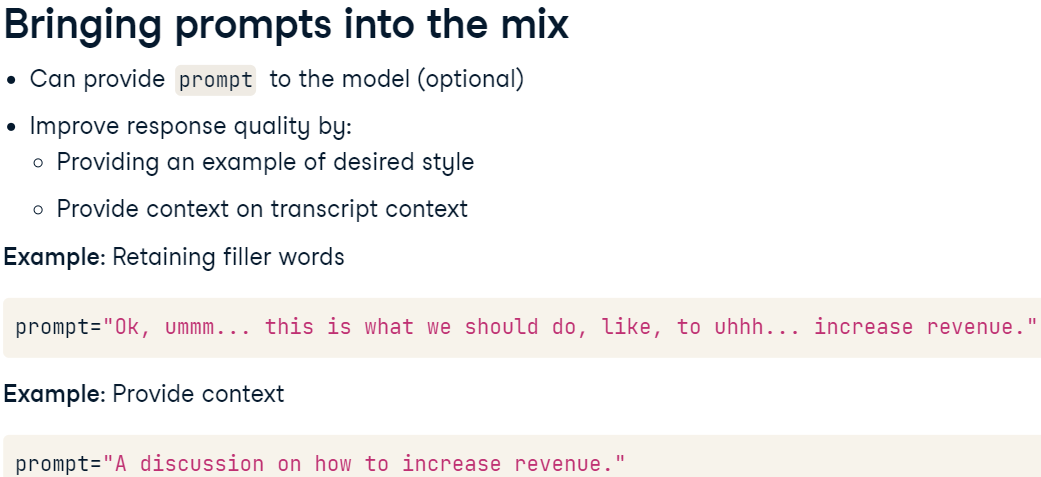 Bringing prompts into the mix
• Can provide prompt to the model (optional)
• Improve response quality by:
○ Providing an example of desired style
○ Provide context on transcript context
Example: Retaining filler words
prompt="Ok, ummm... this is what we should do, like, to uhhh... increase revenue."
Example: Provide context
prompt="A discussion on how to increase revenue."